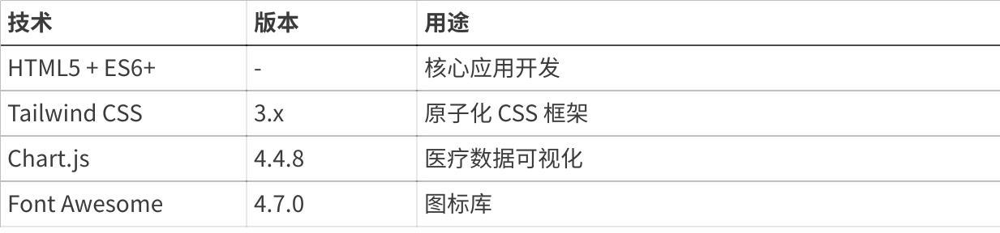 技术 版本 用途
HTML5 + ES6+ - 核心应用开发
Tailwind CSS 3.x 原子化 CSS 框架
Chart.js 4.4.8 医疗数据可视化
Font Awesome 4.7.0 图标库